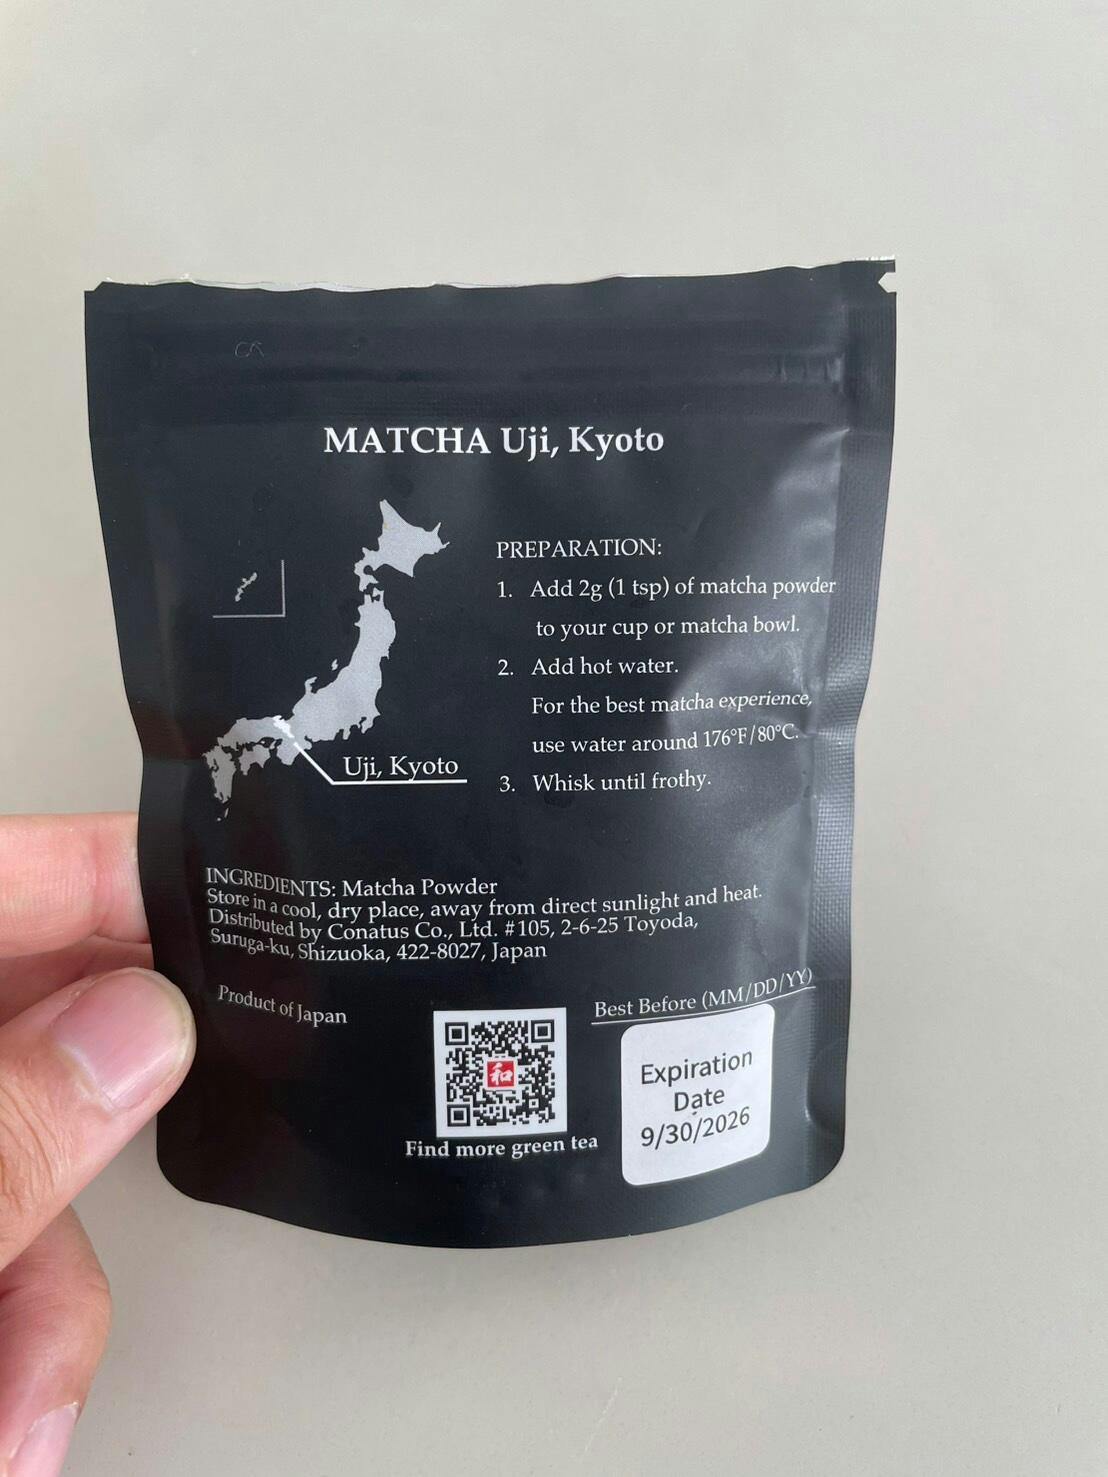 MATCHA Uji, Kyoto
PREPARATION:
1. Add 2g (1 tsp) of matcha powder
to your cup or matcha bowl.
2. Add hot water.
For the best matcha experience,
use water around 176°F/80°C.
3. Whisk until frothy.
Uji, Kyoto
INGREDIENTS: Matcha Powder
Store in a cool, dry place, away from direct sunlight and heat.
Distributed by Conatus Co., Ltd. #105, 2-6-25 Toyoda,
Suruga-ku, Shizuoka, 422-8027, Japan
Product of Japan
和
Find more green tea
Best Before (MM/DD/YY)
Expiration
Date
9/30/2026